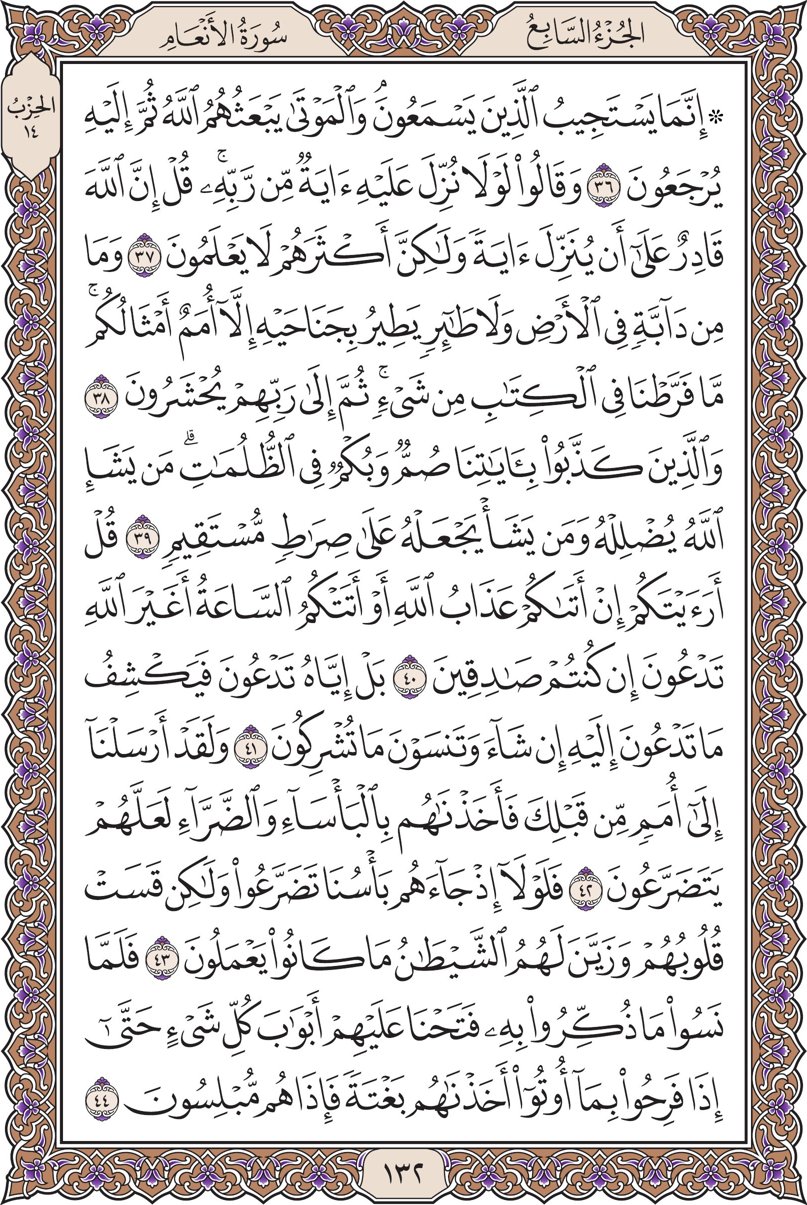 الجُزْءُ السَّابِعُ
سُورَةُ الأَنْعَامِ
الحِزْبُ
١٤
۞ إِنَّمَا يَسْتَجِيبُ ٱلَّذِينَ يَسْمَعُونَۘ وَٱلْمَوْتَىٰ يَبْعَثُهُمُ ٱللَّهُ ثُمَّ إِلَيْهِ
يُرْجَعُونَ ٣٦ وَقَالُوا۟ لَوْلَا نُزِّلَ عَلَيْهِ ءَايَةٌ مِّن رَّبِّهِۦۚ قُلْ إِنَّ ٱللَّهَ
قَادِرٌ عَلَىٰٓ أَن يُنَزِّلَ ءَايَةً وَلَـٰكِنَّ أَكْثَرَهُمْ لَا يَعْلَمُونَ ٣٧ وَمَا
مِن دَآبَّةٍ فِى ٱلْأَرْضِ وَلَا طَـٰٓئِرٍ يَطِيرُ بِجَنَاحَيْهِ إِلَّآ أُمَمٌ أَمْثَالُكُمۚ
مَّا فَرَّطْنَا فِى ٱلْكِتَـٰبِ مِن شَىْءٍۚ ثُمَّ إِلَىٰ رَبِّهِمْ يُحْشَرُونَ ٣٨
وَٱلَّذِينَ كَذَّبُوا۟ بِـَٔايَـٰتِنَا صُمٌّ وَبُكْمٌ فِى ٱلظُّلُمَـٰتِۗ مَن يَشَإِ
ٱللَّهُ يُضْلِلْهُ وَمَن يَشَأْ يَجْعَلْهُ عَلَىٰ صِرَٰطٍ مُّسْتَقِيمٍ ٣٩ قُلْ
أَرَءَيْتَكُمْ إِنْ أَتَىٰكُمْ عَذَابُ ٱللَّهِ أَوْ أَتَتْكُمُ ٱلسَّاعَةُ أَغَيْرَ ٱللَّهِ
تَدْعُونَ إِن كُنتُمْ صَـٰدِقِينَ ٤٠ بَلْ إِيَّاهُ تَدْعُونَ فَيَكْشِفُ
مَا تَدْعُونَ إِلَيْهِ إِن شَآءَ وَتَنسَوْنَ مَا تُشْرِكُونَ ٤١ وَلَقَدْ أَرْسَلْنَآ
إِلَىٰٓ أُمَمٍ مِّن قَبْلِكَ فَأَخَذْنَـٰهُم بِٱلْبَأْسَآءِ وَٱلضَّرَّآءِ لَعَلَّهُمْ
يَتَضَرَّعُونَ ٤٢ فَلَوْلَآ إِذْ جَآءَهُم بَأْسُنَا تَضَرَّعُوا۟ وَلَـٰكِن قَسَتْ
قُلُوبُهُمْ وَزَيَّنَ لَهُمُ ٱلشَّيْطَـٰنُ مَا كَانُوا۟ يَعْمَلُونَ ٤٣ فَلَمَّا
نَسُوا۟ مَا ذُكِّرُوا۟ بِهِۦ فَتَحْنَا عَلَيْهِمْ أَبْوَٰبَ كُلِّ شَىْءٍ حَتَّىٰٓ
إِذَا فَرِحُوا۟ بِمَآ أُوتُوٓا۟ أَخَذْنَـٰهُم بَغْتَةً فَإِذَا هُم مُّبْلِسُونَ ٤٤
١٣٢